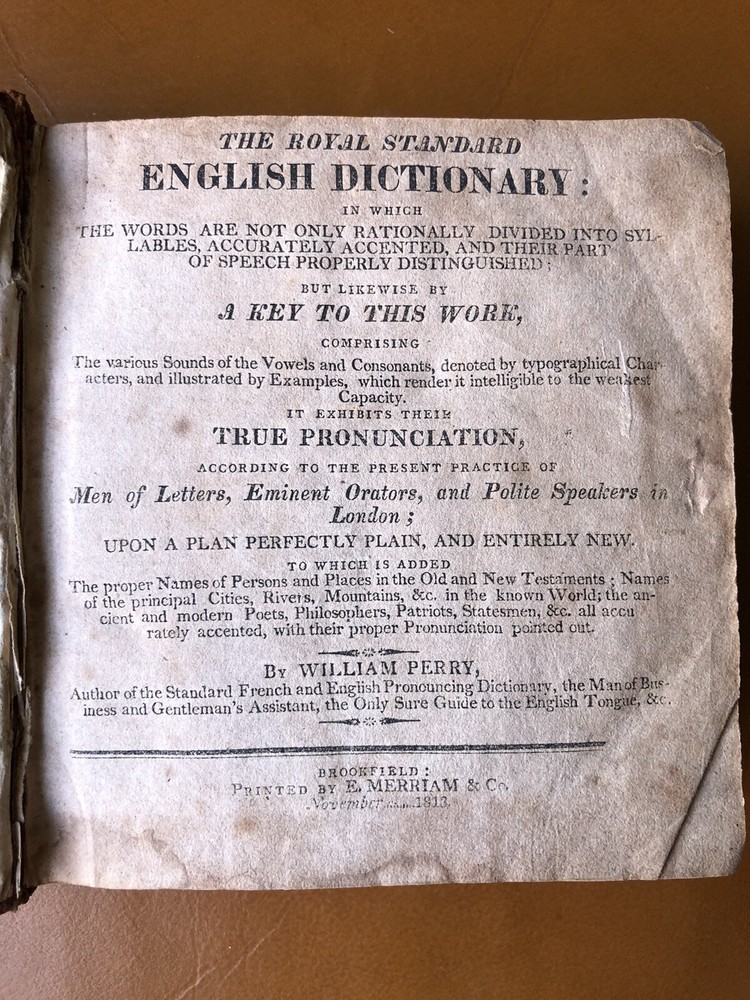 THE ROYAL STANDARD
ENGLISH DICTIONARY:
IN WHICH
THE WORDS ARE NOT ONLY RATIONALLY DIVIDED INTO SYL-
LABLES, ACCURATELY ACCENTED, AND THEIR PART
OF SPEECH PROPERLY DISTINGUISHED;
BUT LIKEWISE BY
A KEY TO THIS WORK,
COMPRISING
The various Sounds of the Vowels and Consonants, denoted by typographical Char-
acters, and illustrated by Examples, which render it intelligible to the weakest
Capacity.
IT EXHIBITS THEIR
TRUE PRONUNCIATION,
ACCORDING TO THE PRESENT PRACTICE OF
Men of Letters, Eminent Orators, and Polite Speakers in
London;
UPON A PLAN PERFECTLY PLAIN, AND ENTIRELY NEW.
TO WHICH IS ADDED
The proper Names of Persons and Places in the Old and New Testaments; Names
of the principal Cities, Rivers, Mountains, &c. in the known World; the an-
cient and modern Poets, Philosophers, Patriots, Statesmen, &c. all accu
rately accented, with their proper Pronunciation pointed out.
By WILLIAM PERRY,
Author of the Standard French and English Pronouncing Dictionary, the Man of Bus-
iness and Gentleman's Assistant, the Only Sure Guide to the English Tongue, &c.
BROOKFIELD:
PRINTED BY E. MERRIAM & Co.
November.......1813.